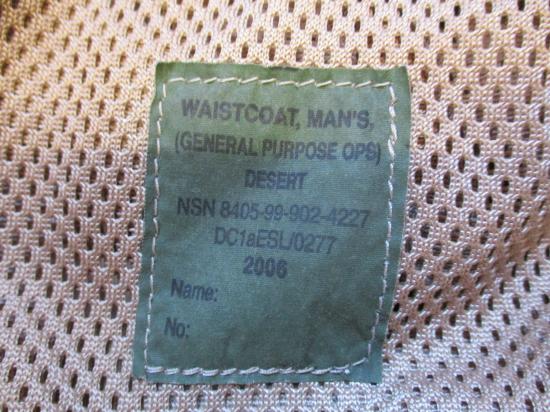 WAISTCOAT, MAN'S,
(GENERAL PURPOSE OPS)
DESERT
NSN 8405-99-902-4227
DC1aESL/0277
2006
Name:
No: